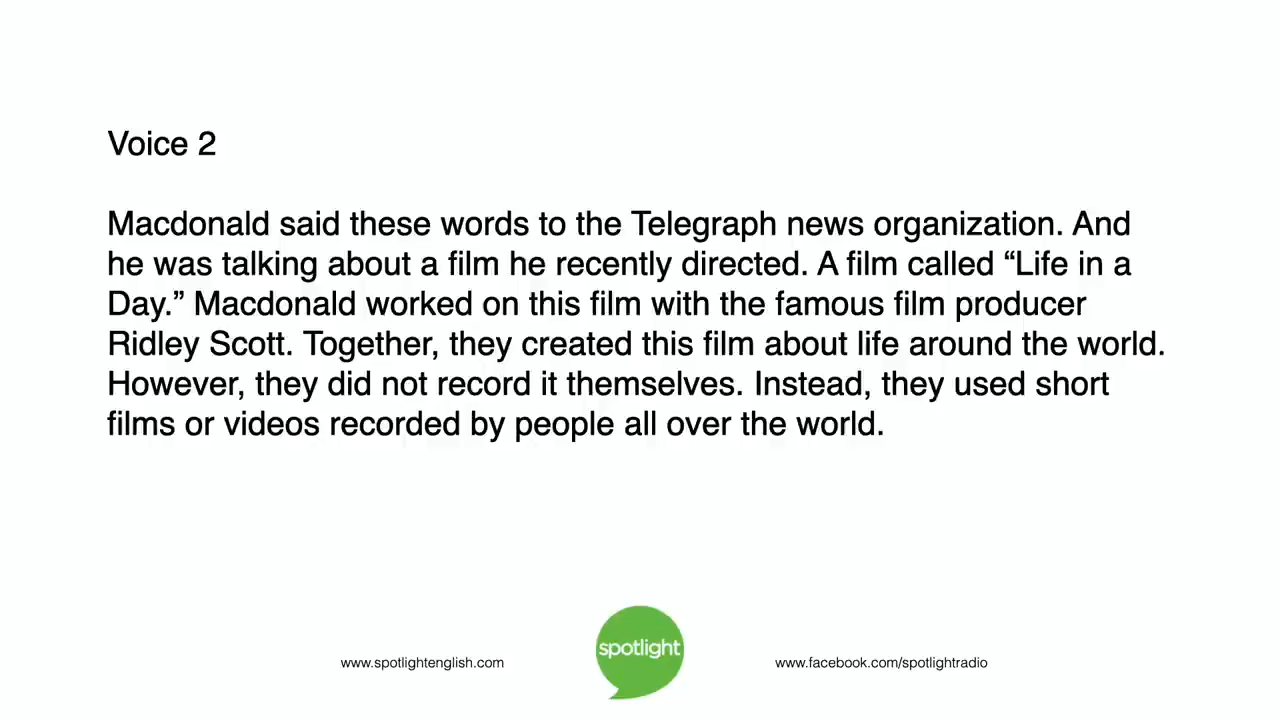 Voice 2
Macdonald said these words to the Telegraph news organization. And
he was talking about a film he recently directed. A film called “Life in a
Day.” Macdonald worked on this film with the famous film producer
Ridley Scott. Together, they created this film about life around the world.
However, they did not record it themselves. Instead, they used short
films or videos recorded by people all over the world.
spotlight
www.spotlightenglish.com
www.facebook.com/spotlightradio